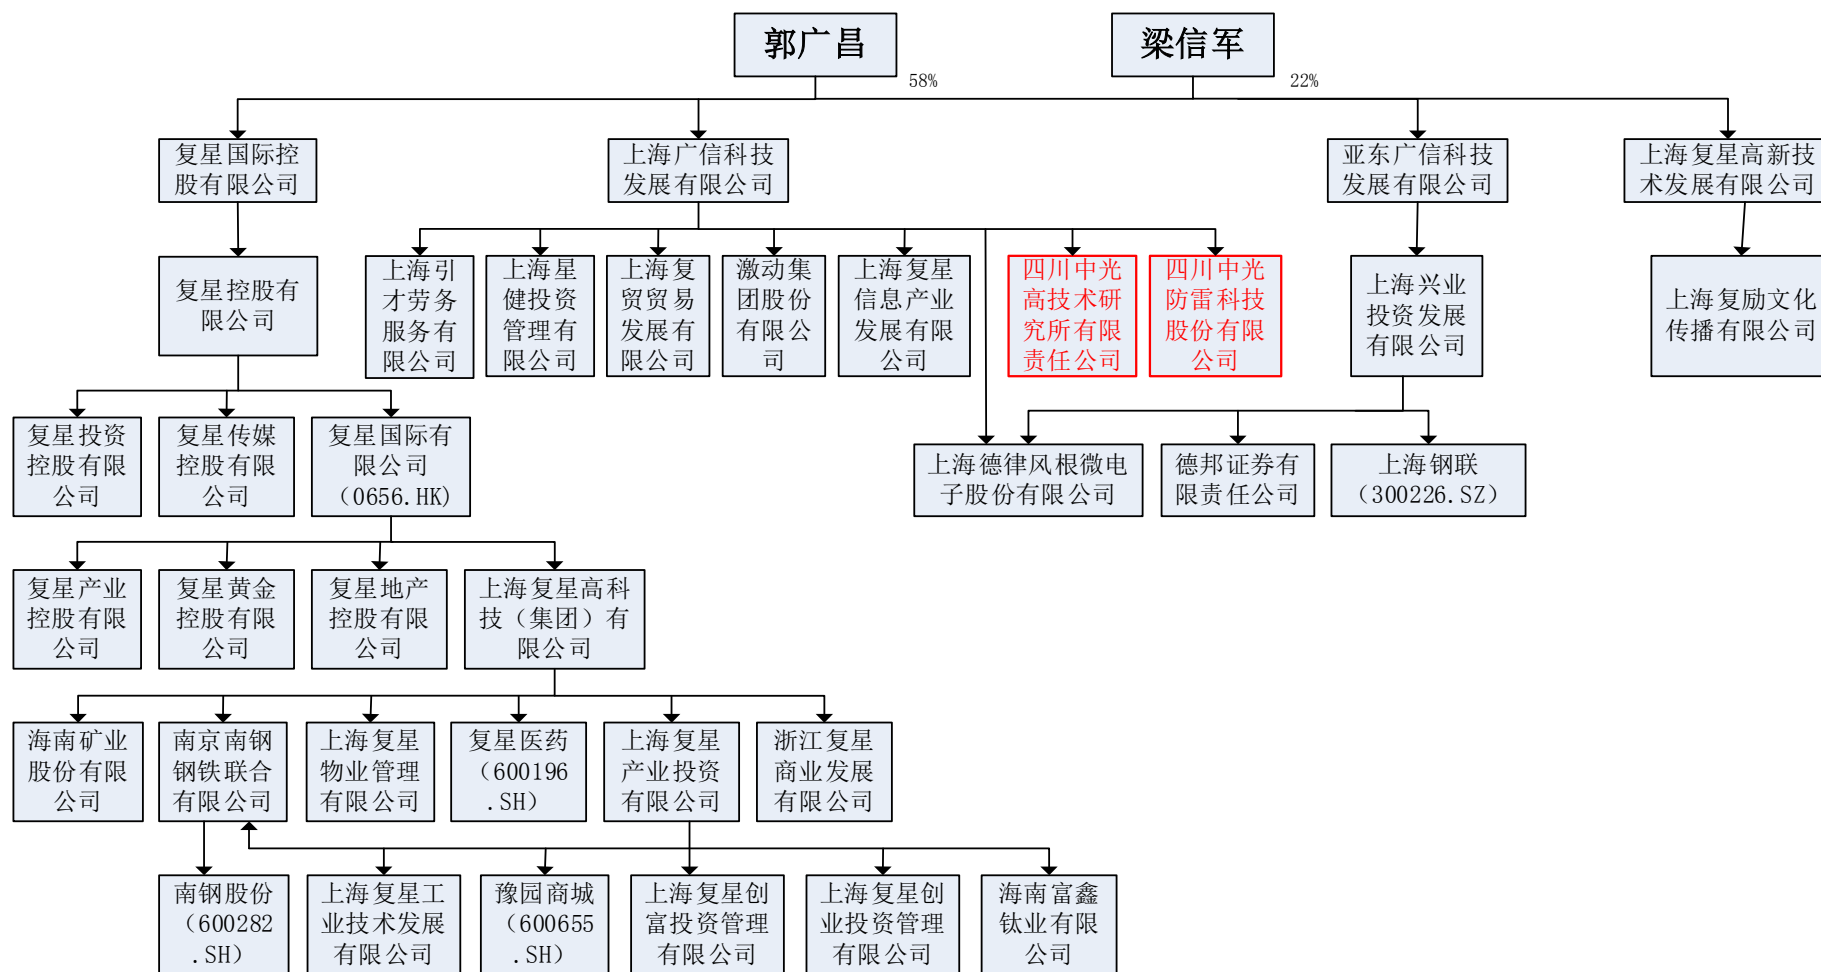 郭广昌
梁信军
58%
22%
复星国际控
股有限公司
上海广信科技
发展有限公司
亚东广信科技
发展有限公司
上海复星高新技
术发展有限公司
复星控股有
限公司
上海引
才劳务
服务有
限公司
上海星
健投资
管理有
限公司
上海复
贸贸易
发展有
限公司
激动集
团股份
有限公
司
上海复星
信息产业
发展有限
公司
四川中光
高技术研
究所有限
责任公司
四川中光
防雷科技
股份有限
公司
上海兴业
投资发展
有限公司
上海复励文化
传播有限公司
复星投资
控股有限
公司
复星传媒
控股有限
公司
复星国际有
限公司
（0656.HK)
上海德律风根微电
子股份有限公司
德邦证券有
限责任公司
上海钢联
（300226.SZ）
复星产业
控股有限
公司
复星黄金
控股有限
公司
复星地产
控股有限
公司
上海复星高科
技（集团）有
限公司
海南矿业
股份有限
公司
南京南钢
钢铁联合
有限公司
上海复星
物业管理
有限公司
复星医药
（600196
.SH）
上海复星
产业投资
有限公司
浙江复星
商业发展
有限公司
南钢股份
（600282
.SH）
上海复星工
业技术发展
有限公司
豫园商城
（600655
.SH）
上海复星创
富投资管理
有限公司
上海复星创
业投资管理
有限公司
海南富鑫
钛业有限
公司